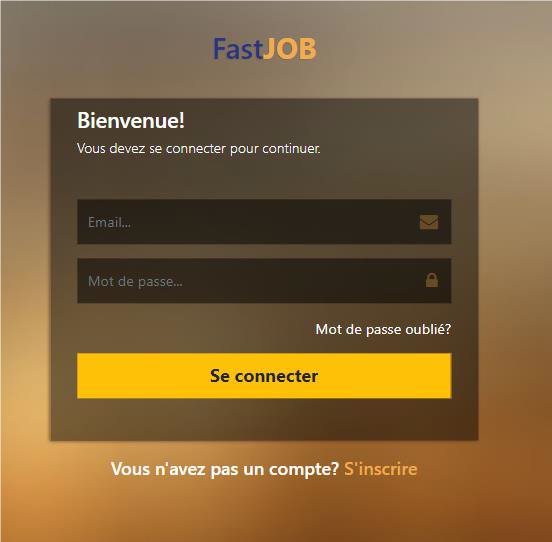 FastJOB
Bienvenue!
Vous devez se connecter pour continuer.
Email...
Mot de passe...
Mot de passe oublié?
Se connecter
Vous n'avez pas un compte? S'inscrire